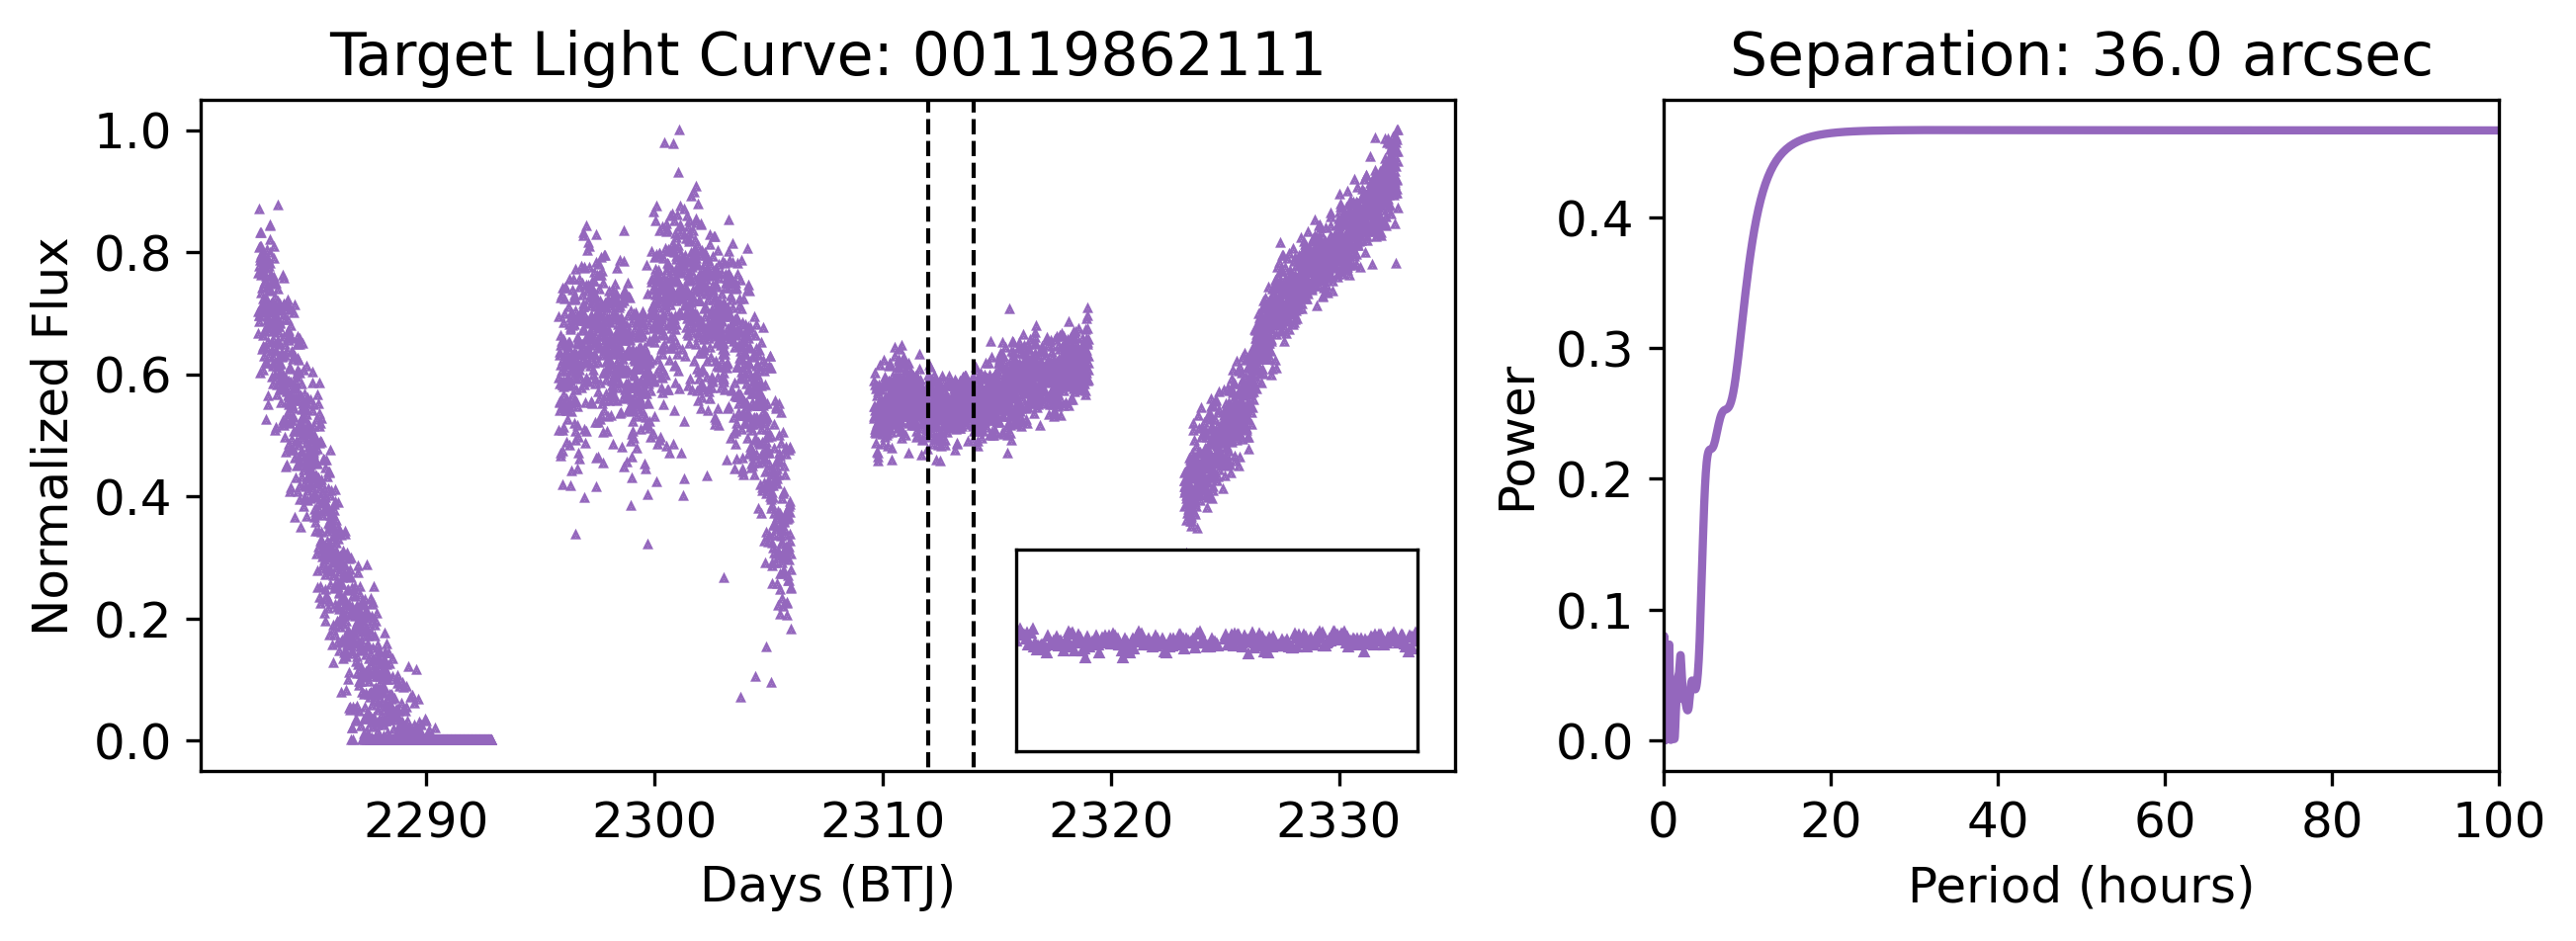 Target Light Curve: 00119862111
Normalized Flux
1.0
0.8
0.6
0.4
0.2
0.0
2290 2300 2310 2320 2330
Days (BTJ)
Separation: 36.0 arcsec
Power
0.4
0.3
0.2
0.1
0.0
0 20 40 60 80 100
Period (hours)